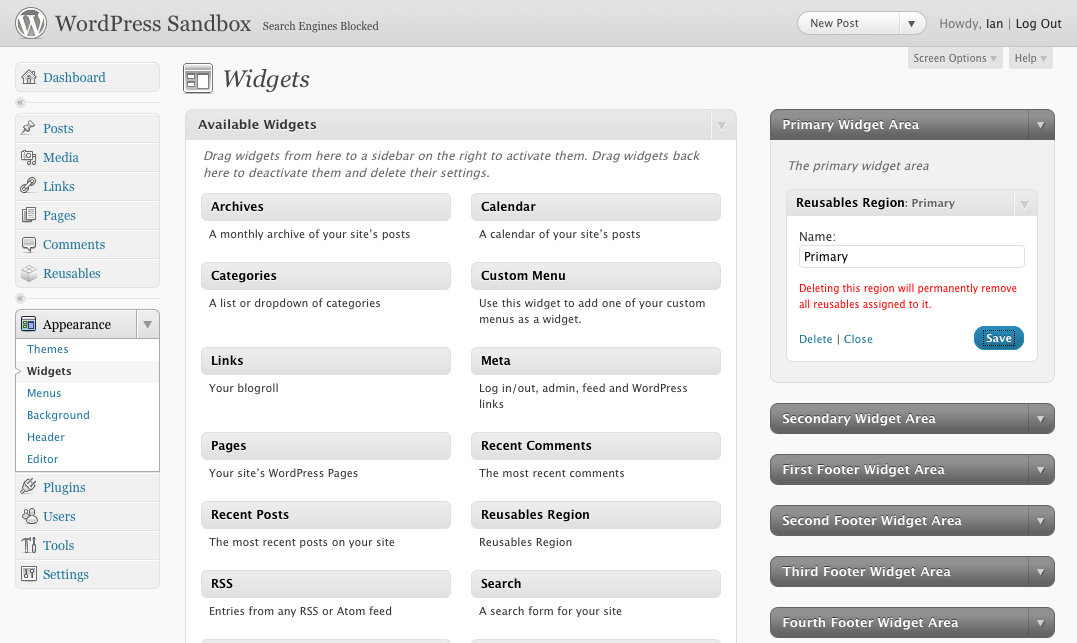 WordPress Sandbox Search Engines Blocked
New Post
Howdy, Ian | Log Out
Screen Options
Help
Dashboard
Posts
Media
Links
Pages
Comments
Reusables
Appearance
Themes
Widgets
Menus
Background
Header
Editor
Plugins
Users
Tools
Settings
Widgets
Available Widgets
Drag widgets from here to a sidebar on the right to activate them. Drag widgets back
here to deactivate them and delete their settings.
Archives
A monthly archive of your site's posts
Calendar
A calendar of your site's posts
Categories
A list or dropdown of categories
Custom Menu
Use this widget to add one of your custom
menus as a widget.
Links
Your blogroll
Meta
Log in/out, admin, feed and WordPress
links
Pages
Your site's WordPress Pages
Recent Comments
The most recent comments
Recent Posts
The most recent posts on your site
Reusables Region
Reusables Region
RSS
Entries from any RSS or Atom feed
Search
A search form for your site
Primary Widget Area
The primary widget area
Reusables Region: Primary
Name:
Primary
Deleting this region will permanently remove
all reusables assigned to it.
Delete | Close
Save
Secondary Widget Area
First Footer Widget Area
Second Footer Widget Area
Third Footer Widget Area
Fourth Footer Widget Area